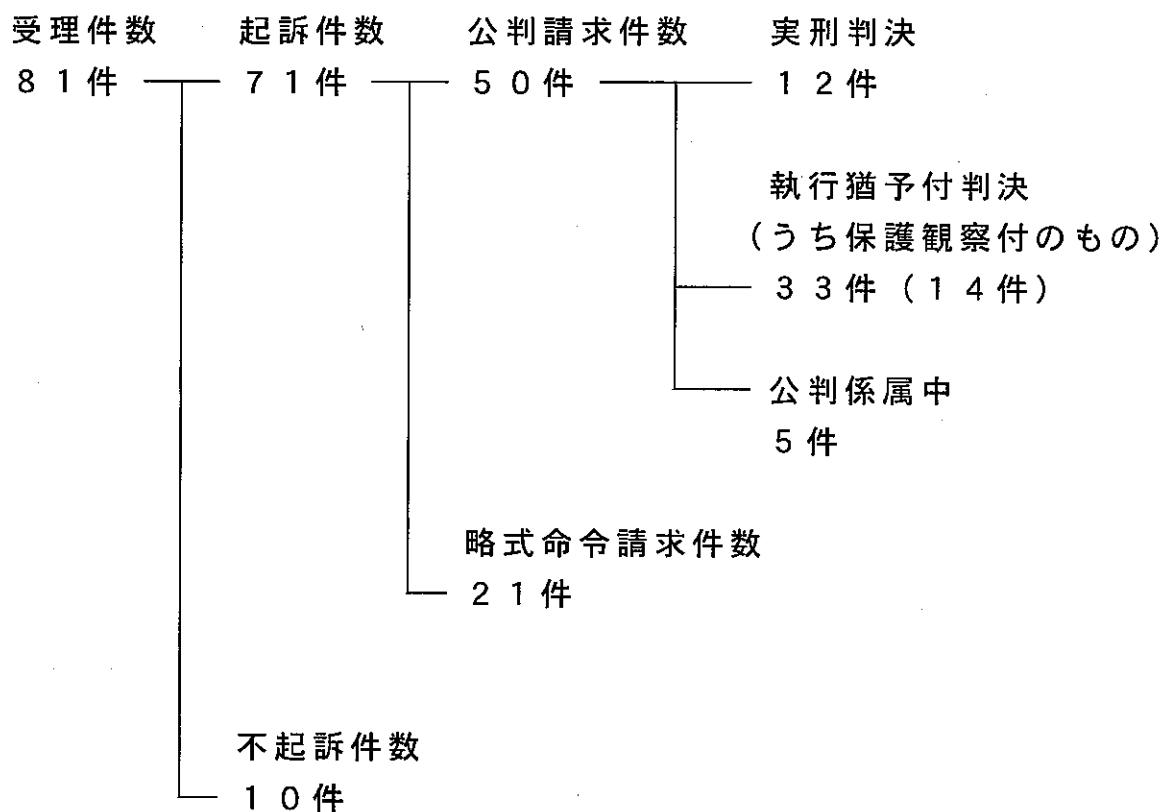 受理件数 起訴件数 公判請求件数 実刑判決
81件 71件 50件 12件
執行猶予付判決
(うち保護観察付のもの)
33件(14件)
公判係属中
5件
略式命令請求件数
21件
不起訴件数
10件